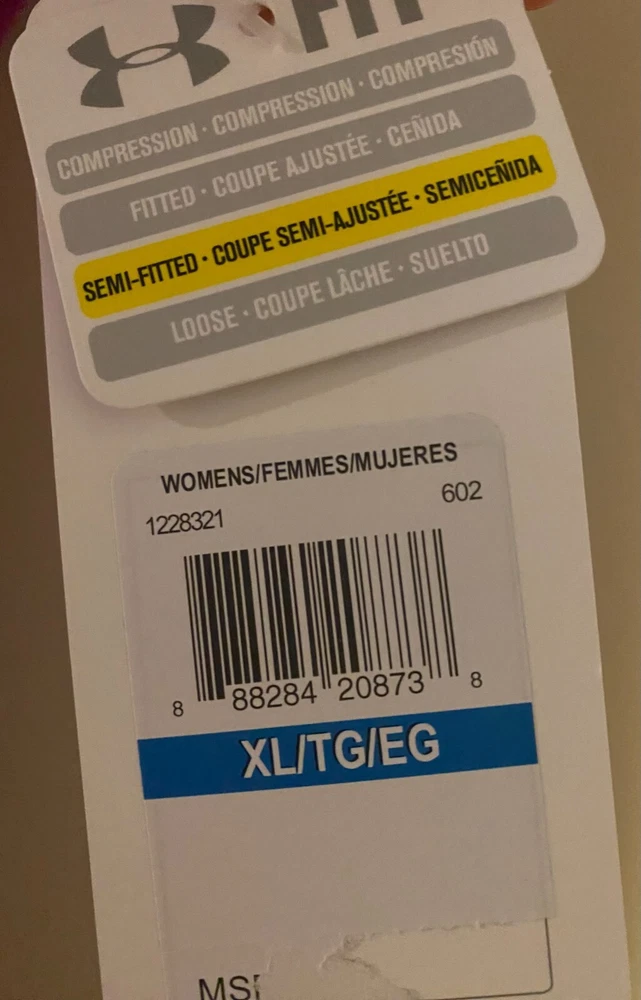 FIT
COMPRESSION · COMPRESSION · COMPRESIÓN
FITTED · COUPE AJUSTÉE · CEÑIDA
SEMI-FITTED · COUPE SEMI-AJUSTÉE · SEMICEÑIDA
LOOSE · COUPE LÂCHE · SUELTO
WOMENS/FEMMES/MUJERES
1228321 602
8 88284 20873 8
XL/TG/EG